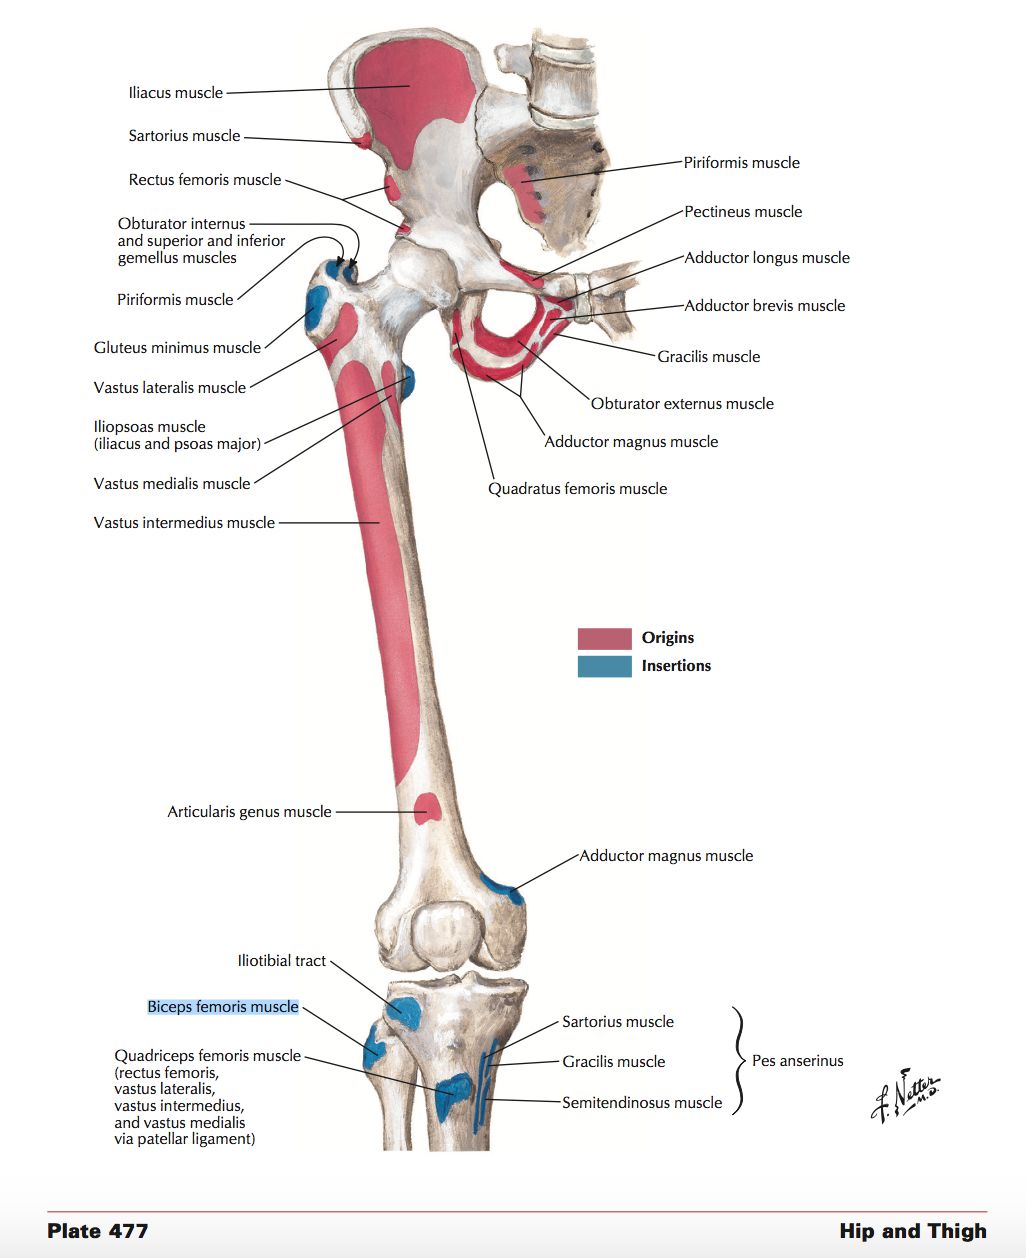 Iliacus muscle
Sartorius muscle
Rectus femoris muscle
Obturator internus
and superior and inferior
gemellus muscles
Piriformis muscle
Gluteus minimus muscle
Vastus lateralis muscle
Iliopsoas muscle
(iliacus and psoas major)
Vastus medialis muscle
Vastus intermedius muscle
Piriformis muscle
Pectineus muscle
Adductor longus muscle
Adductor brevis muscle
Gracilis muscle
Obturator externus muscle
Adductor magnus muscle
Quadratus femoris muscle
Origins
Insertions
Articularis genus muscle
Adductor magnus muscle
Iliotibial tract
Biceps femoris muscle
Quadriceps femoris muscle
(rectus femoris,
vastus lateralis,
vastus intermedius,
and vastus medialis
via patellar ligament)
Sartorius muscle
Gracilis muscle
Semitendinosus muscle
Pes anserinus
F. Netter
M.D.
Plate 477
Hip and Thigh